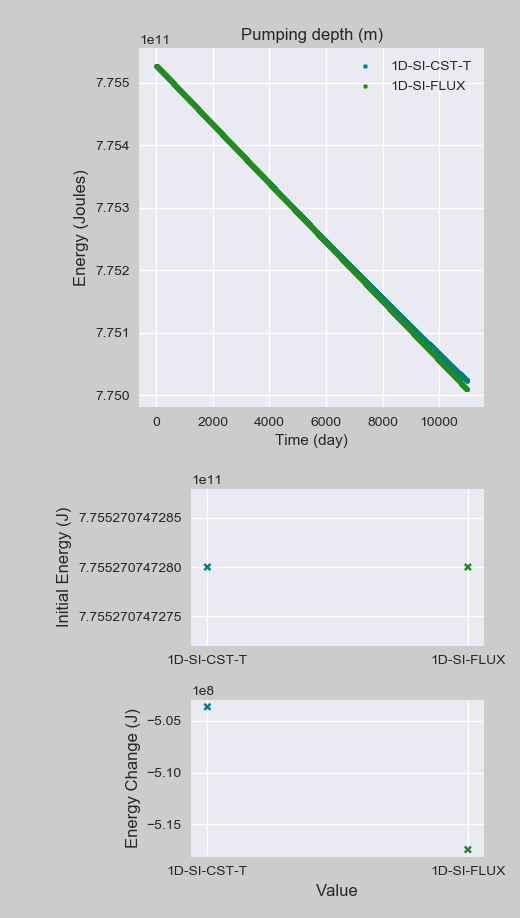 Pumping depth (m)
1e11
1D-SI-CST-T
1D-SI-FLUX
7.755
7.754
7.753
7.752
7.751
7.750
Energy (Joules)
0 2000 4000 6000 8000 10000
Time (day)
1e11
7.755270747285
7.755270747280
7.755270747275
Initial Energy (J)
1D-SI-CST-T 1D-SI-FLUX
1e8
−5.05
−5.10
−5.15
Energy Change (J)
1D-SI-CST-T 1D-SI-FLUX
Value